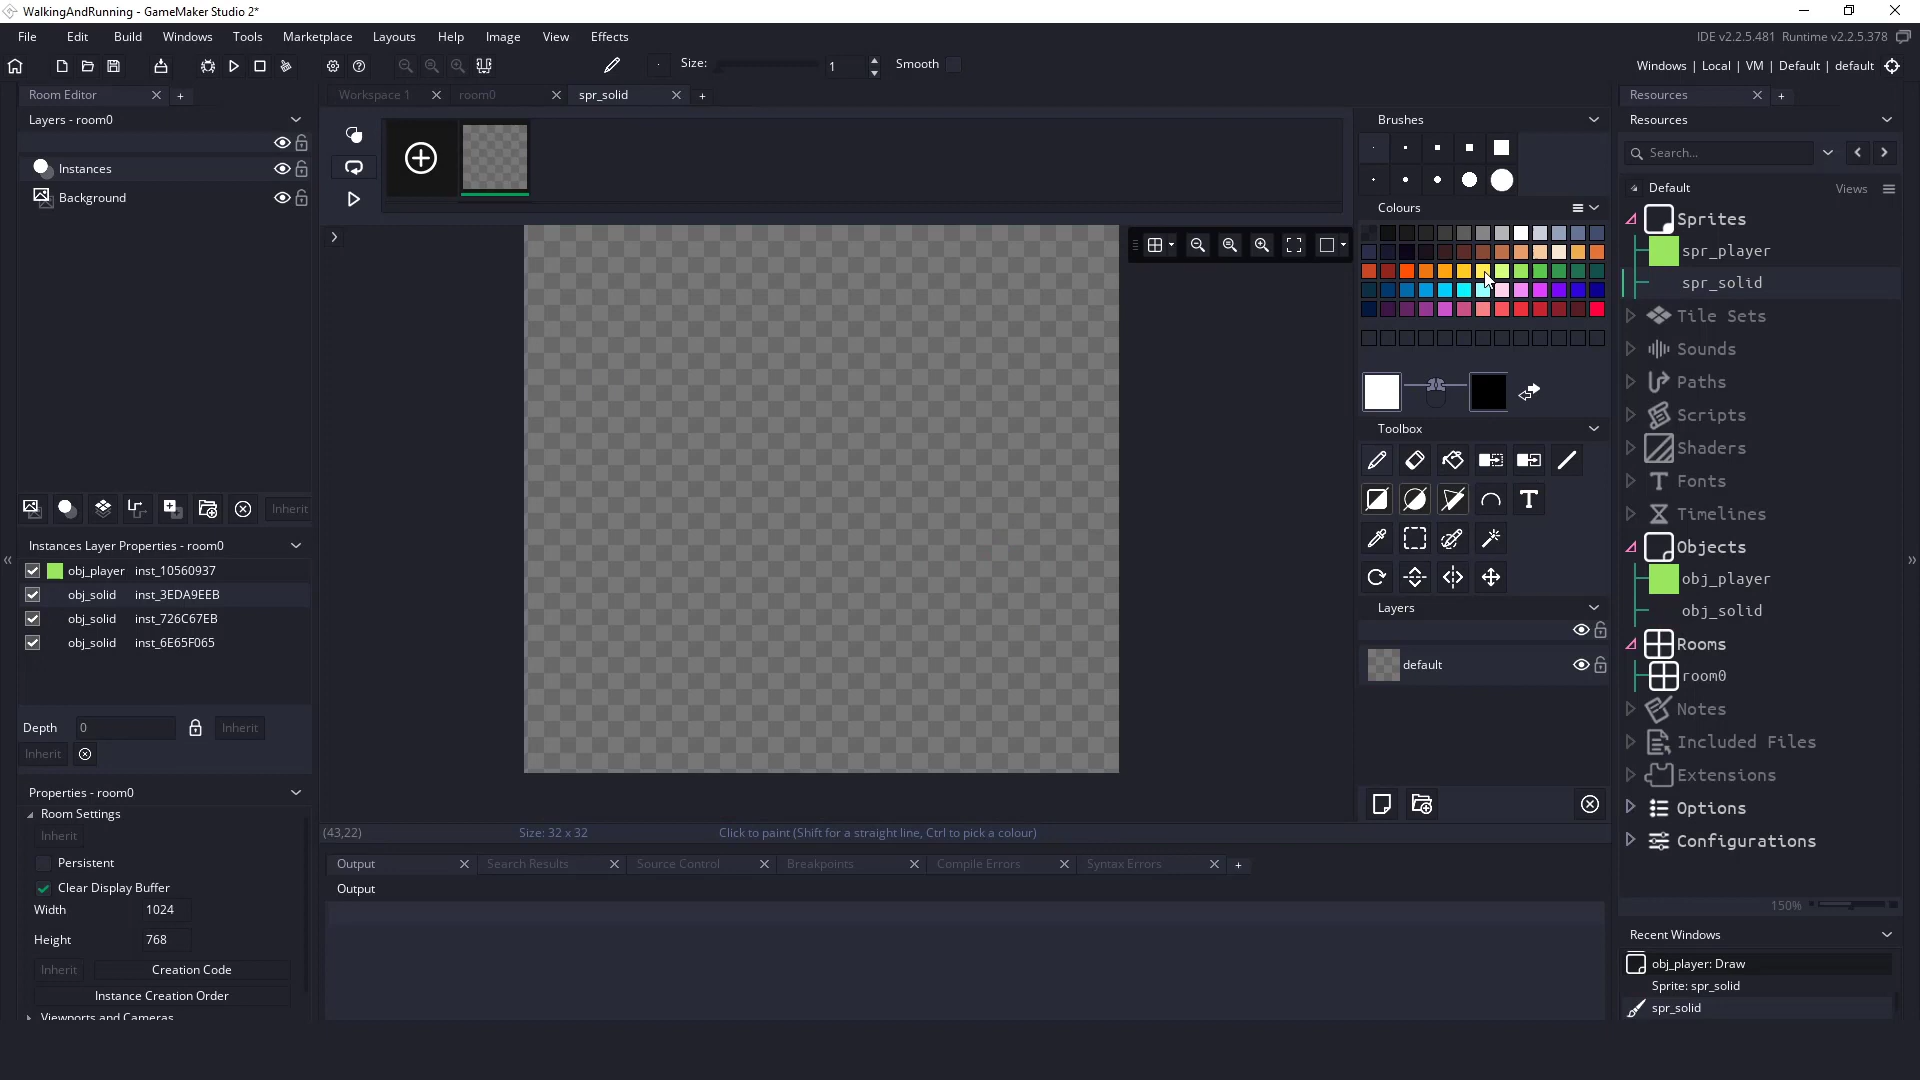 WalkingAndRunning - GameMaker Studio 2*
File Edit Build Windows Tools Marketplace Layouts Help Image View Effects
IDE v2.2.5.481 Runtime v2.2.5.378
Size: 1 Smooth
Windows | Local | VM | Default | default
Room Editor
Workspace 1
room0
spr_solid
Resources
Layers - room0
Brushes
Resources
Search...
Instances
Background
Colours
Default
Views
Sprites
spr_player
spr_solid
Tile Sets
Sounds
Paths
Scripts
Shaders
Fonts
Timelines
Objects
obj_player
obj_solid
Rooms
room0
Notes
Included Files
Extensions
Options
Configurations
150%
Toolbox
T
Layers
default
Inherit
Instances Layer Properties - room0
obj_player inst_10560937
obj_solid inst_3EDA9EEB
obj_solid inst_726C67EB
obj_solid inst_6E65F065
Depth 0 Inherit
Inherit
Properties - room0
Room Settings
Inherit
Persistent
Clear Display Buffer
Width 1024
Height 768
Inherit Creation Code
Instance Creation Order
Viewports and Cameras
(43,22) Size: 32 x 32 Click to paint (Shift for a straight line, Ctrl to pick a colour)
Output Search Results Source Control Breakpoints Compile Errors Syntax Errors
Output
Recent Windows
obj_player: Draw
Sprite: spr_solid
spr_solid